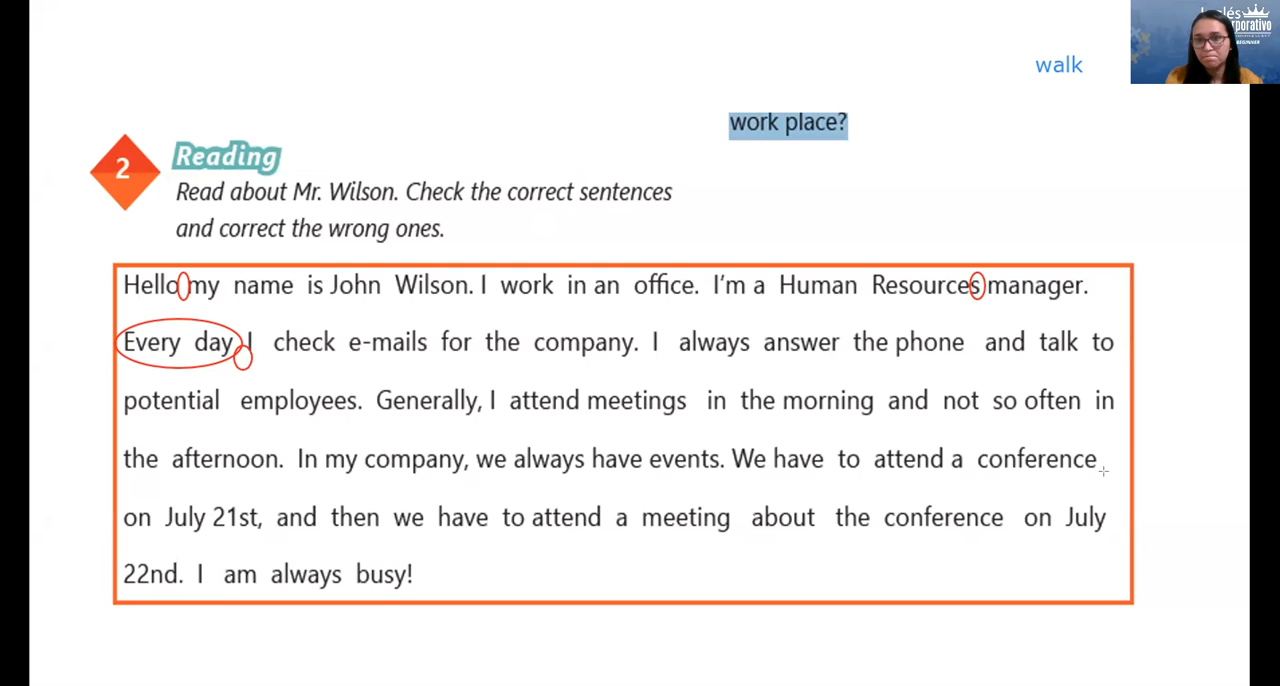 walk
work place?
2
Reading
Read about Mr. Wilson. Check the correct sentences
and correct the wrong ones.
Hello my name is John Wilson. I work in an office. I'm a Human Resources manager.
Every day, I check e-mails for the company. I always answer the phone and talk to
potential employees. Generally, I attend meetings in the morning and not so often in
the afternoon. In my company, we always have events. We have to attend a conference
on July 21st, and then we have to attend a meeting about the conference on July
22nd. I am always busy!
BEGINNER